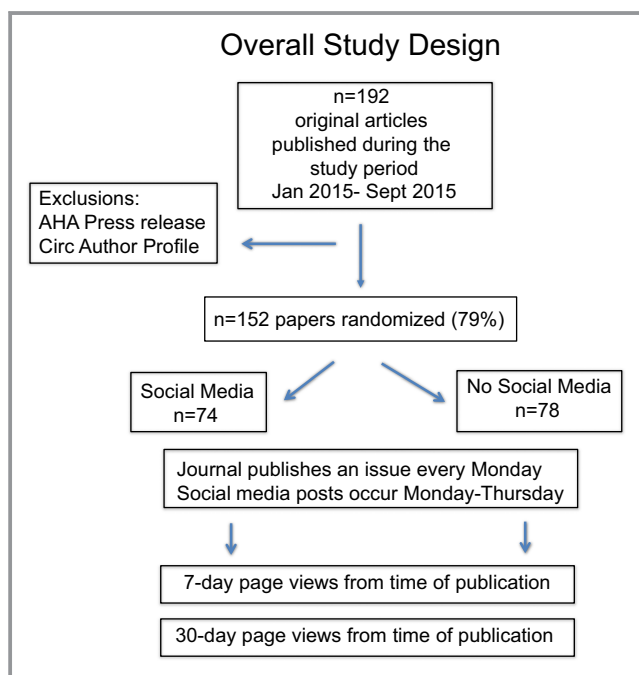 Overall Study Design
n=192
original articles
published during the
study period
Jan 2015- Sept 2015
Exclusions:
AHA Press release
Circ Author Profile
n=152 papers randomized (79%)
Social Media
n=74
No Social Media
n=78
Journal publishes an issue every Monday
Social media posts occur Monday-Thursday
7-day page views from time of publication
30-day page views from time of publication